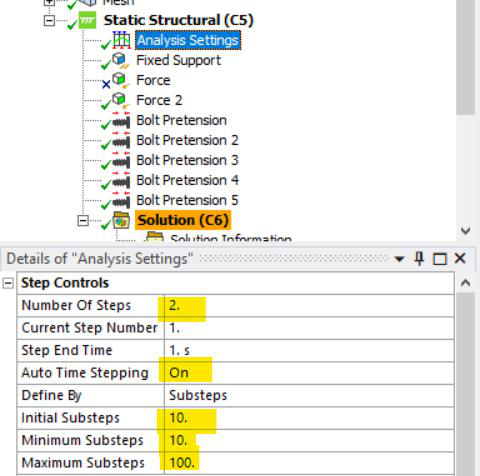 Mesh
Static Structural (C5)
Analysis Settings
Fixed Support
Force
Force 2
Bolt Pretension
Bolt Pretension 2
Bolt Pretension 3
Bolt Pretension 4
Bolt Pretension 5
Solution (C6)
Solution Information
Details of "Analysis Settings"
Step Controls
Number Of Steps 2.
Current Step Number 1.
Step End Time 1. s
Auto Time Stepping On
Define By Substeps
Initial Substeps 10.
Minimum Substeps 10.
Maximum Substeps 100.